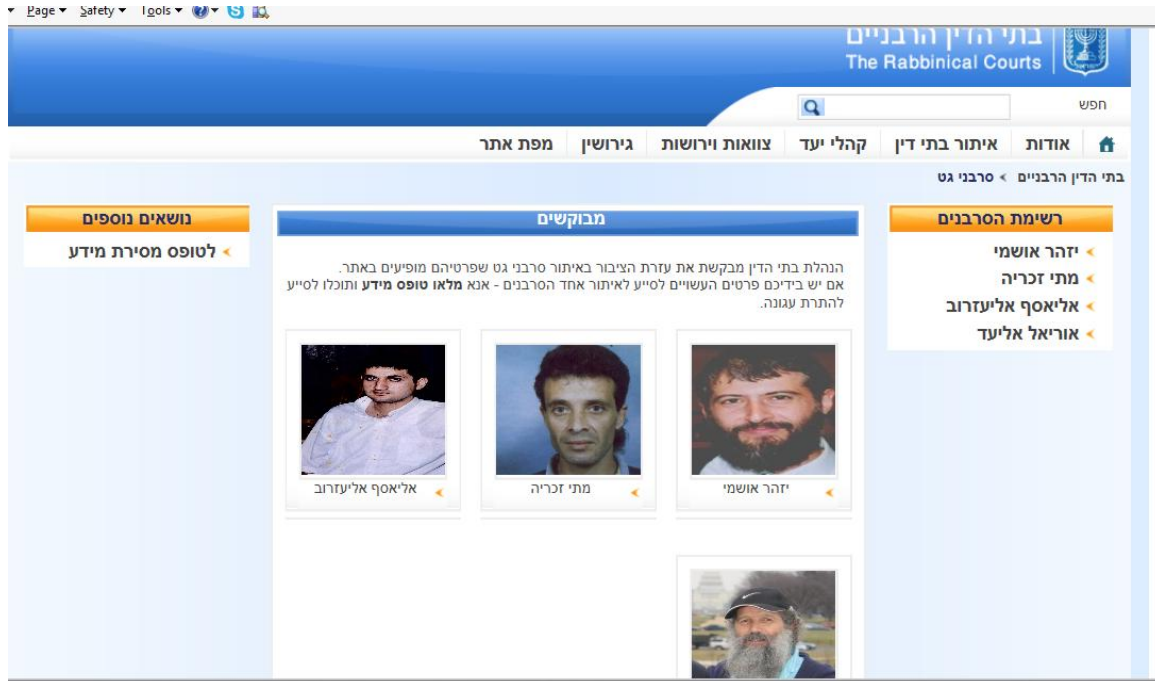 Page Safety Tools
בתי הדין הרבניים
The Rabbinical Courts
חפש
אודות איתור בתי דין קהלי יעד צוואות וירושות גירושין מפת אתר
בתי הדין הרבניים > סרבני גט
רשימת הסרבנים
יזהר אושמי
מתי זכריה
אליאסף אליעזרוב
אוריאל אליעד
מבוקשים
הנהלת בתי הדין מבקשת את עזרת הציבור באיתור סרבני גט שפרטיהם מופיעים באתר.
אם יש בידיכם פרטים העשויים לסייע לאיתור אחד הסרבנים - אנא מלאו טופס מידע ותוכלו לסייע
להתרת עגונה.
יזהר אושמי
מתי זכריה
אליאסף אליעזרוב
נושאים נוספים
לטופס מסירת מידע